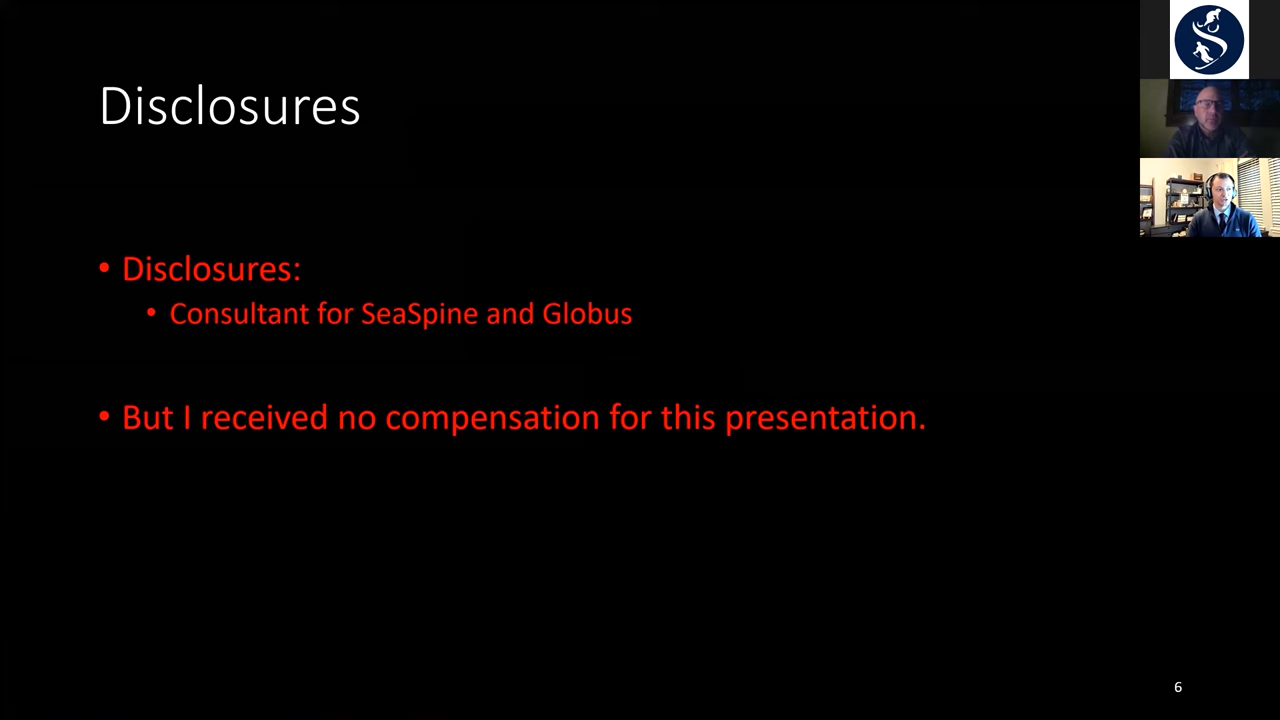 Disclosures
• Disclosures:
• Consultant for SeaSpine and Globus
• But I received no compensation for this presentation.
6